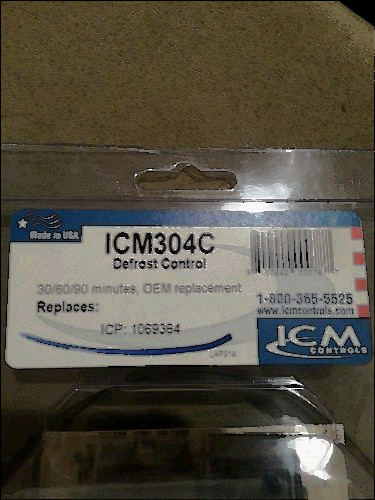 Made in USA
ICM304C
Defrost Control
30/60/90 minutes, OEM replacement
Replaces:
ICP: 1069364
1-800-365-5525
www.icmcontrols.com
ICM
CONTROLS